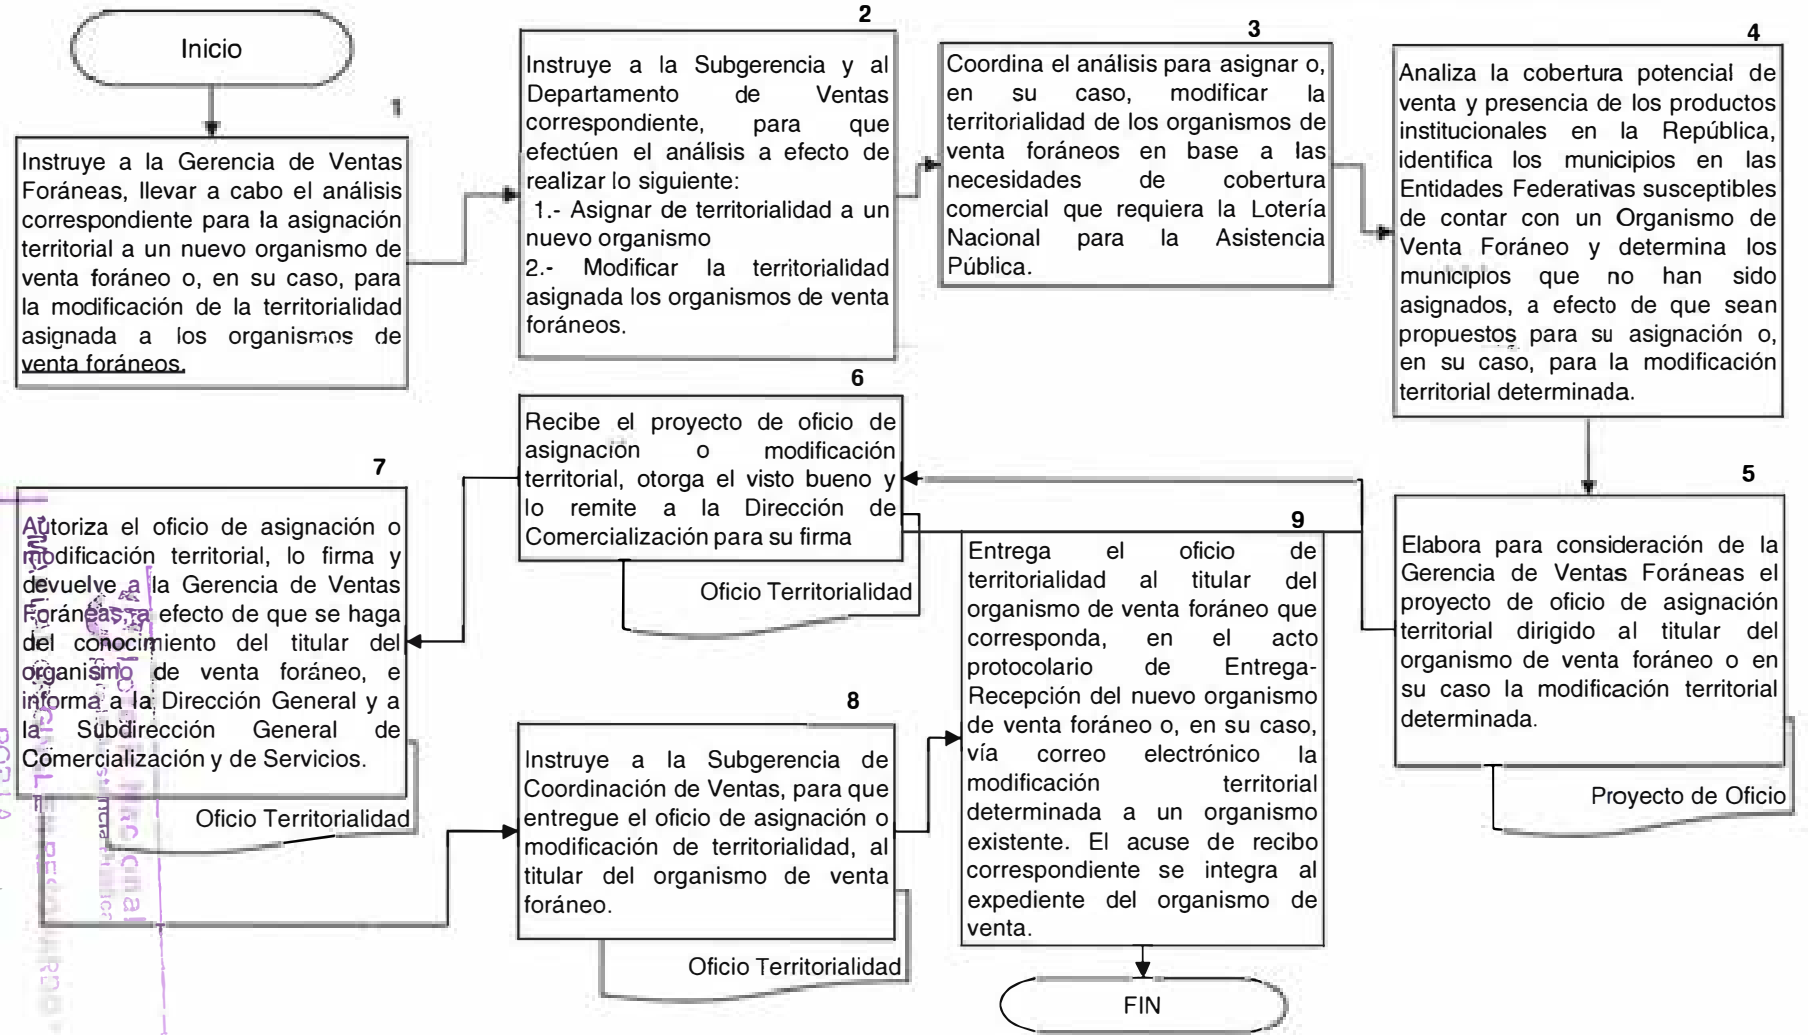 Inicio
1
Instruye a la Gerencia de Ventas
Foráneas, llevar a cabo el análisis
correspondiente para la asignación
territorial a un nuevo organismo de
venta foráneo o, en su caso, para
la modificación de la territorialidad
asignada a los organismos de
venta foráneos.
2
Instruye a la Subgerencia y al
Departamento de Ventas
correspondiente, para que
efectúen el análisis a efecto de
realizar lo siguiente:
1.- Asignar de territorialidad a un
nuevo organismo
2.- Modificar la territorialidad
asignada los organismos de venta
foráneos.
3
Coordina el análisis para asignar o,
en su caso, modificar la
territorialidad de los organismos de
venta foráneos en base a las
necesidades de cobertura
comercial que requiera la Lotería
Nacional para la Asistencia
Pública.
4
Analiza la cobertura potencial de
venta y presencia de los productos
institucionales en la República,
identifica los municipios en las
Entidades Federativas susceptibles
de contar con un Organismo de
Venta Foráneo y determina los
municipios que no han sido
asignados, a efecto de que sean
propuestos para su asignación o,
en su caso, para la modificación
territorial determinada.
5
Elabora para consideración de la
Gerencia de Ventas Foráneas el
proyecto de oficio de asignación
territorial dirigido al titular del
organismo de venta foráneo o en
su caso la modificación territorial
determinada.
Proyecto de Oficio
6
Recibe el proyecto de oficio de
asignación o modificación
territorial, otorga el visto bueno y
lo remite a la Dirección de
Comercialización para su firma
Oficio Territorialidad
7
Autoriza el oficio de asignación o
modificación territorial, lo firma y
devuelve a la Gerencia de Ventas
Foráneas, a efecto de que se haga
del conocimiento del titular del
organismo de venta foráneo, e
informa a la Dirección General y a
la Subdirección General de
Comercialización y de Servicios.
Oficio Territorialidad
8
Instruye a la Subgerencia de
Coordinación de Ventas, para que
entregue el oficio de asignación o
modificación de territorialidad, al
titular del organismo de venta
foráneo.
Oficio Territorialidad
9
Entrega el oficio de
territorialidad al titular del
organismo de venta foráneo que
corresponda, en el acto
protocolario de Entrega-
Recepción del nuevo organismo
de venta foráneo o, en su caso,
vía correo electrónico la
modificación territorial
determinada a un organismo
existente. El acuse de recibo
correspondiente se integra al
expediente del organismo de
venta.
FIN